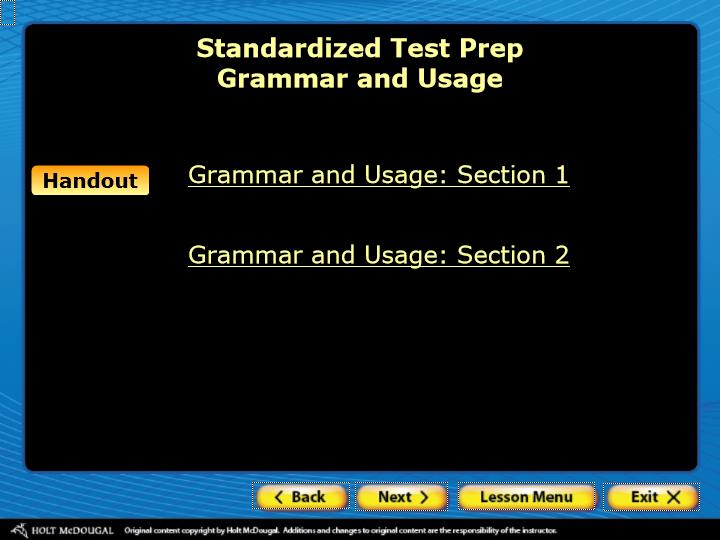 Standardized Test Prep
Grammar and Usage
Handout
Grammar and Usage: Section 1
Grammar and Usage: Section 2
Back
Next
Lesson Menu
Exit
HOLT MCDOUGAL
Original content copyright by Holt McDougal. Additions and changes to original content are the responsibility of the instructor.